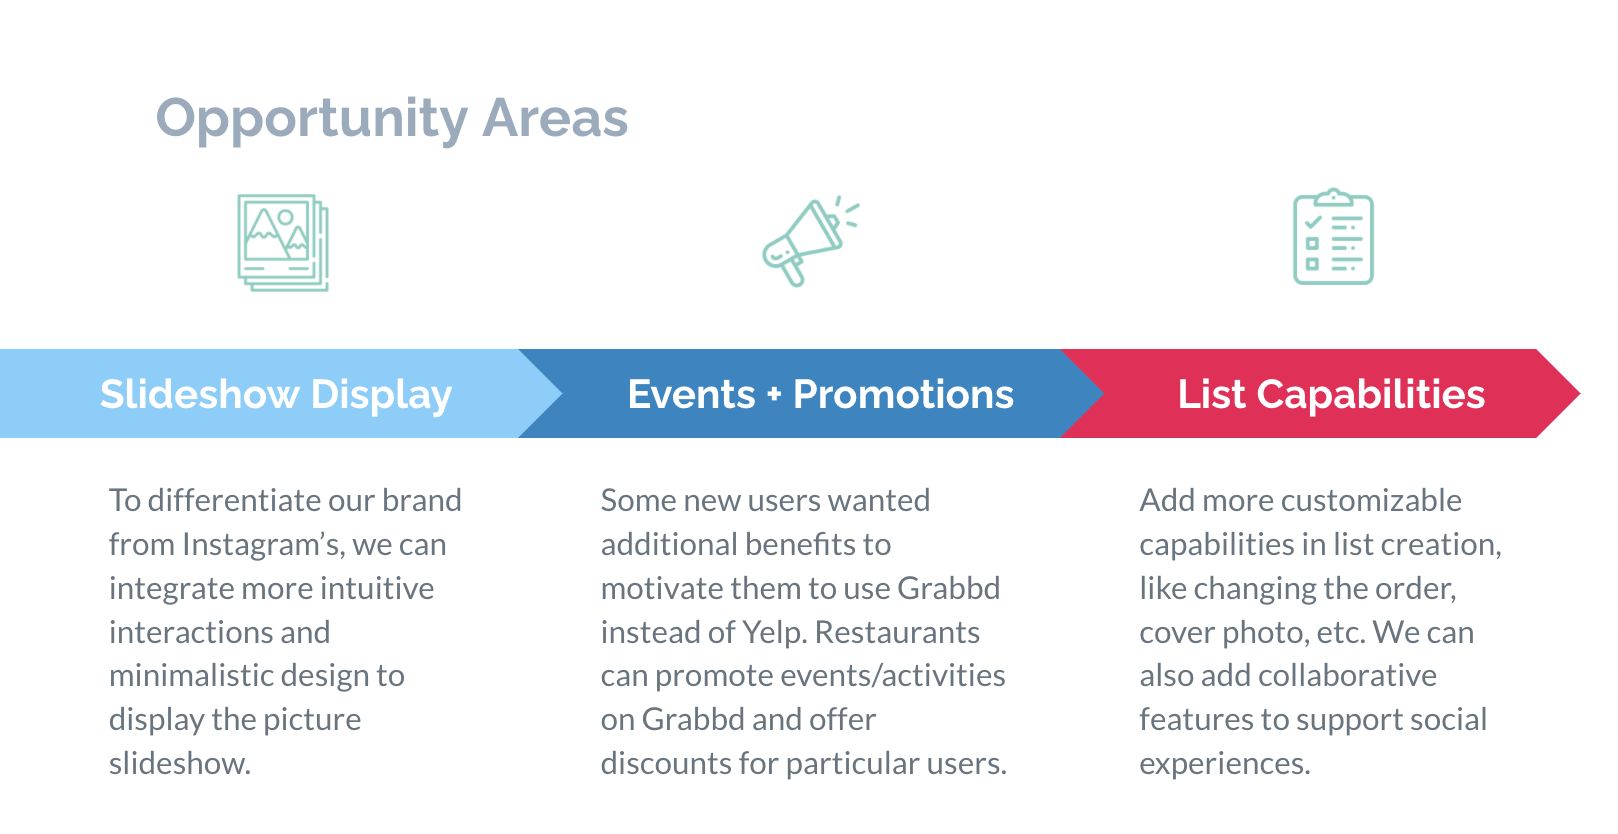 Opportunity Areas
Slideshow Display
Events + Promotions
List Capabilities
To differentiate our brand
from Instagram’s, we can
integrate more intuitive
interactions and
minimalistic design to
display the picture
slideshow.
Some new users wanted
additional benefits to
motivate them to use Grabbd
instead of Yelp. Restaurants
can promote events/activities
on Grabbd and offer
discounts for particular users.
Add more customizable
capabilities in list creation,
like changing the order,
cover photo, etc. We can
also add collaborative
features to support social
experiences.